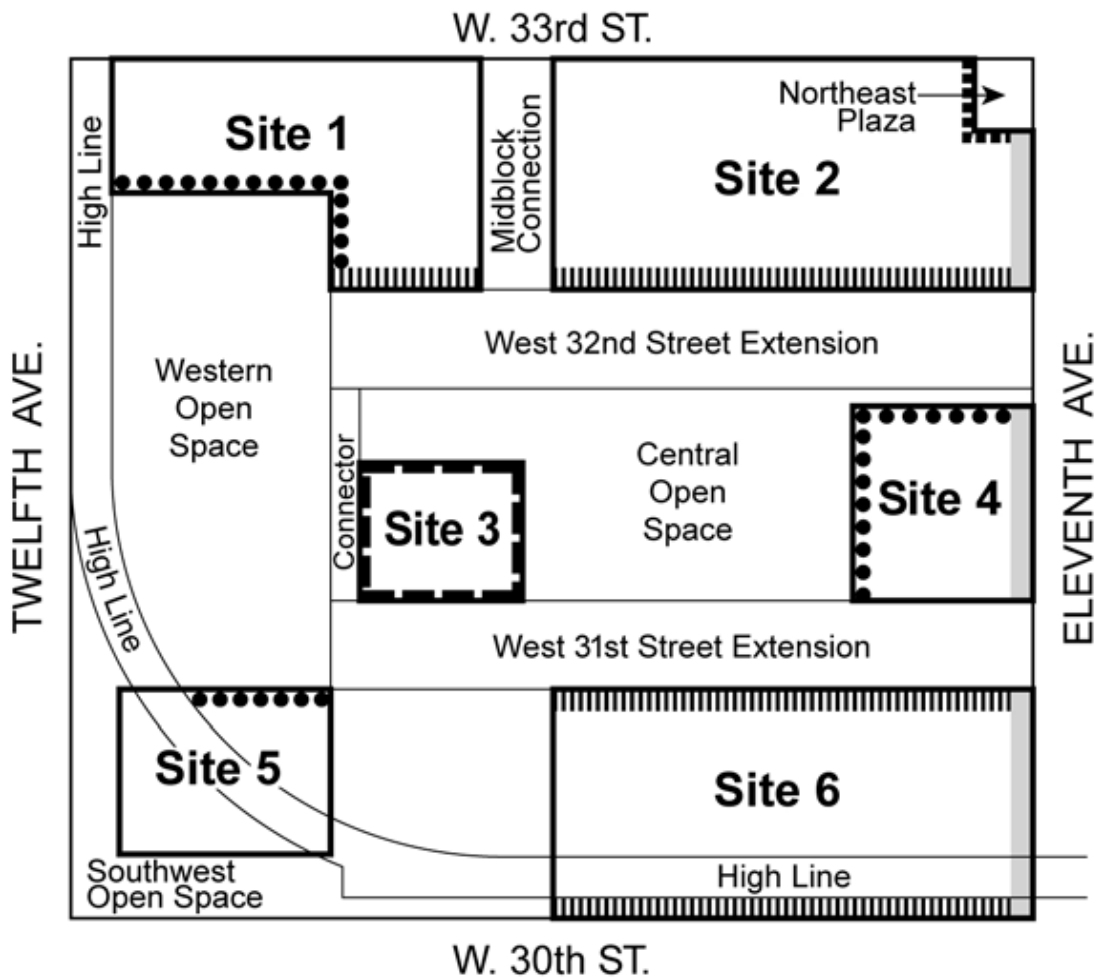 W. 33rd ST.
High Line
Site 1
Midblock
Connection
Northeast
Plaza
Site 2
TWELFTH AVE.
ELEVENTH AVE.
West 32nd Street Extension
Western
Open
Space
Connector
Site 3
Central
Open
Space
Site 4
High Line
West 31st Street Extension
Site 5
Site 6
Southwest
Open Space
High Line
W. 30th ST.